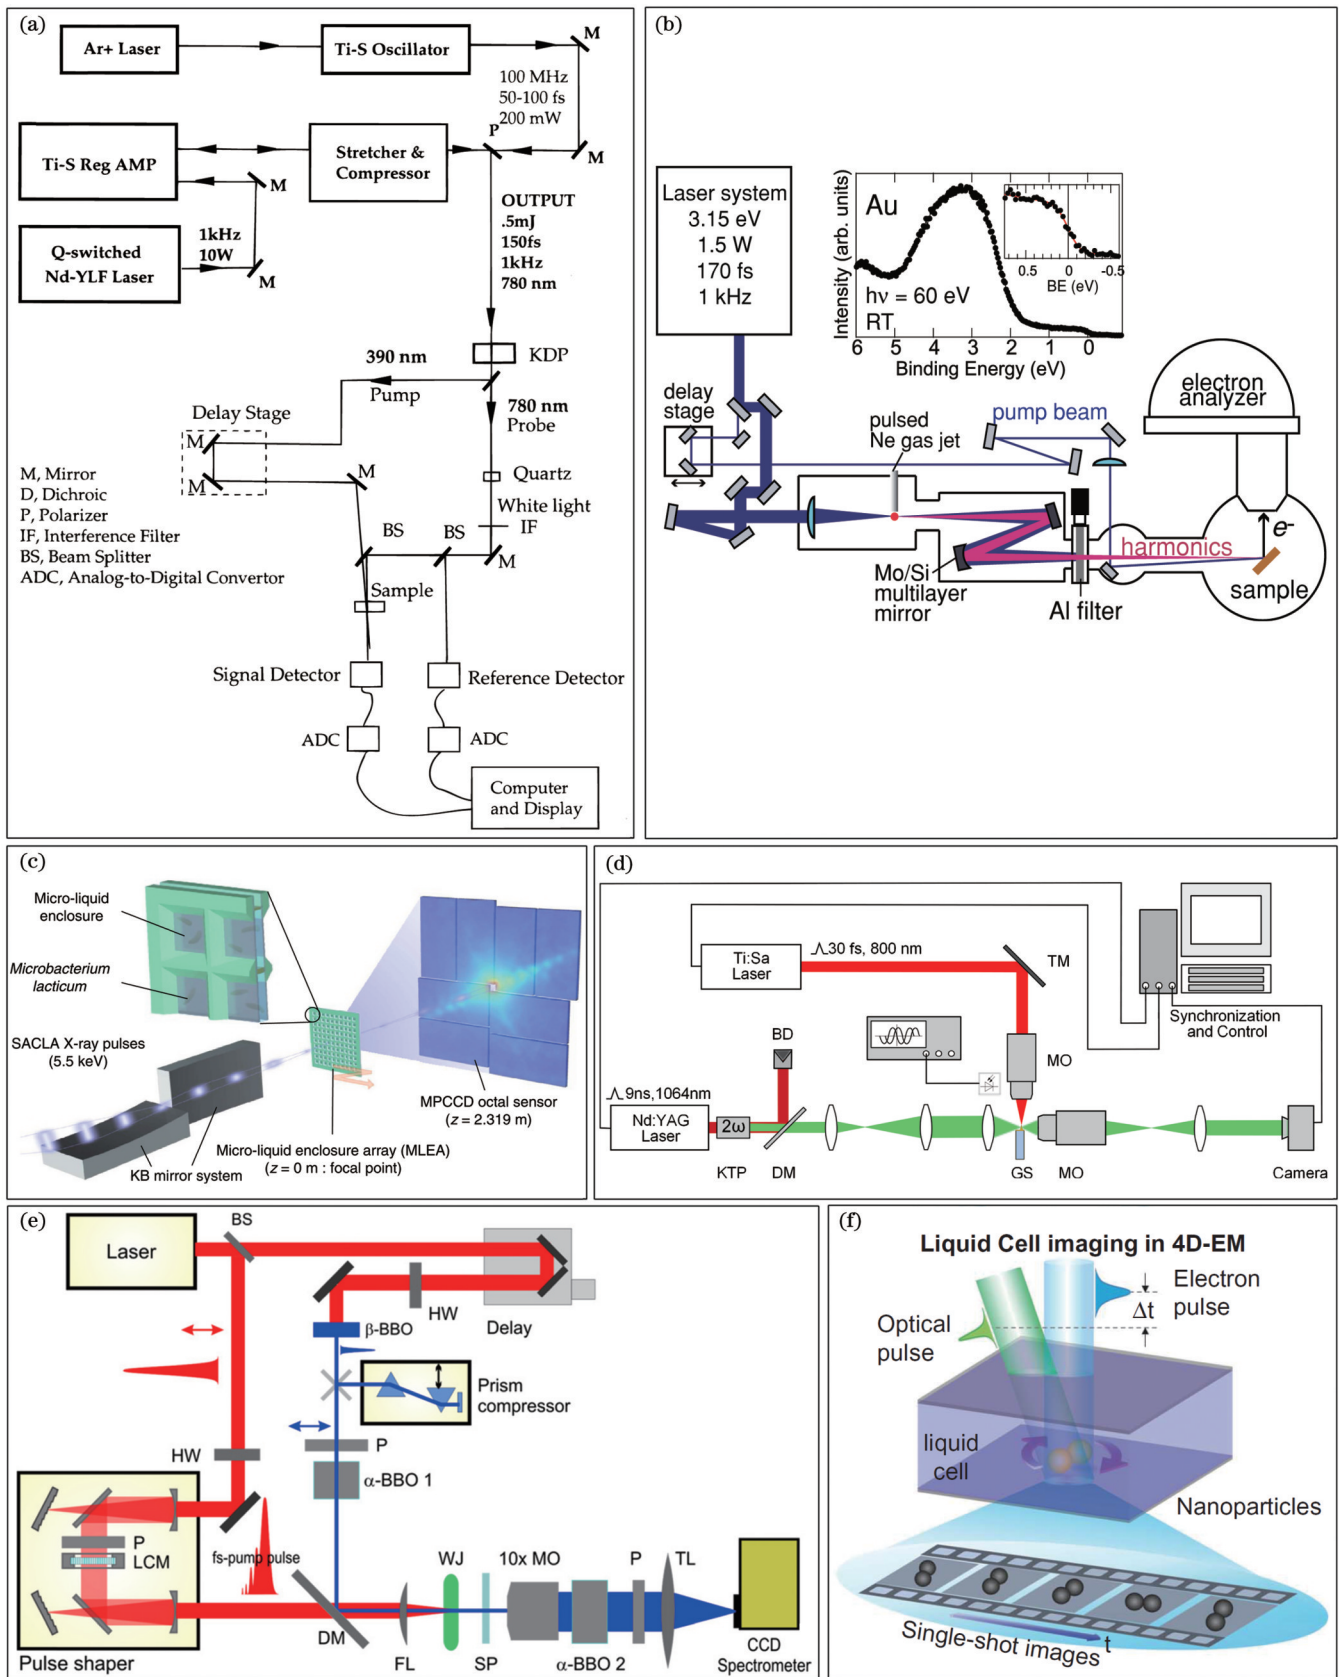 (a)
Ar+ Laser
Ti-S Oscillator
M
100 MHz
50-100 fs
200 mW
P
M
Ti-S Reg AMP
Stretcher &
Compressor
M
OUTPUT
.5mJ
150fs
1kHz
780 nm
Q-switched
Nd-YLF Laser
1kHz
10W
M
KDP
390 nm
Pump
780 nm
Probe
Delay Stage
M
M
M
Quartz
White light
IF
M, Mirror
D, Dichroic
P, Polarizer
IF, Interference Filter
BS, Beam Splitter
ADC, Analog-to-Digital Convertor
BS
BS
M
Sample
Signal Detector
Reference Detector
ADC
ADC
Computer
and Display
(b)
Laser system
3.15 eV
1.5 W
170 fs
1 kHz
Intensity (arb. units)
Au
hν = 60 eV
RT
0.5 0 -0.5
BE (eV)
6 5 4 3 2 1 0
Binding Energy (eV)
delay
stage
pulsed
Ne gas jet
pump beam
electron
analyzer
Mo/Si
multilayer
mirror
Al filter
harmonics
e-
sample
(c)
Micro-liquid
enclosure
Microbacterium
lacticum
SACLA X-ray pulses
(5.5 keV)
KB mirror system
Micro-liquid enclosure array (MLEA)
(z = 0 m : focal point)
MPCCD octal sensor
(z = 2.319 m)
(d)
Ti:Sa
Laser
30 fs, 800 nm
TM
Synchronization
and Control
BD
MO
9ns,1064nm
Nd:YAG
Laser
2ω
KTP
DM
GS
MO
Camera
(e)
Laser
BS
HW
Delay
β-BBO
Prism
compressor
P
α-BBO 1
HW
P
LCM
fs-pump pulse
Pulse shaper
DM
FL
WJ
SP
10x MO
α-BBO 2
P
TL
CCD
Spectrometer
(f)
Liquid Cell imaging in 4D-EM
Electron
pulse
Δt
Optical
pulse
liquid
cell
Nanoparticles
Single-shot images
t